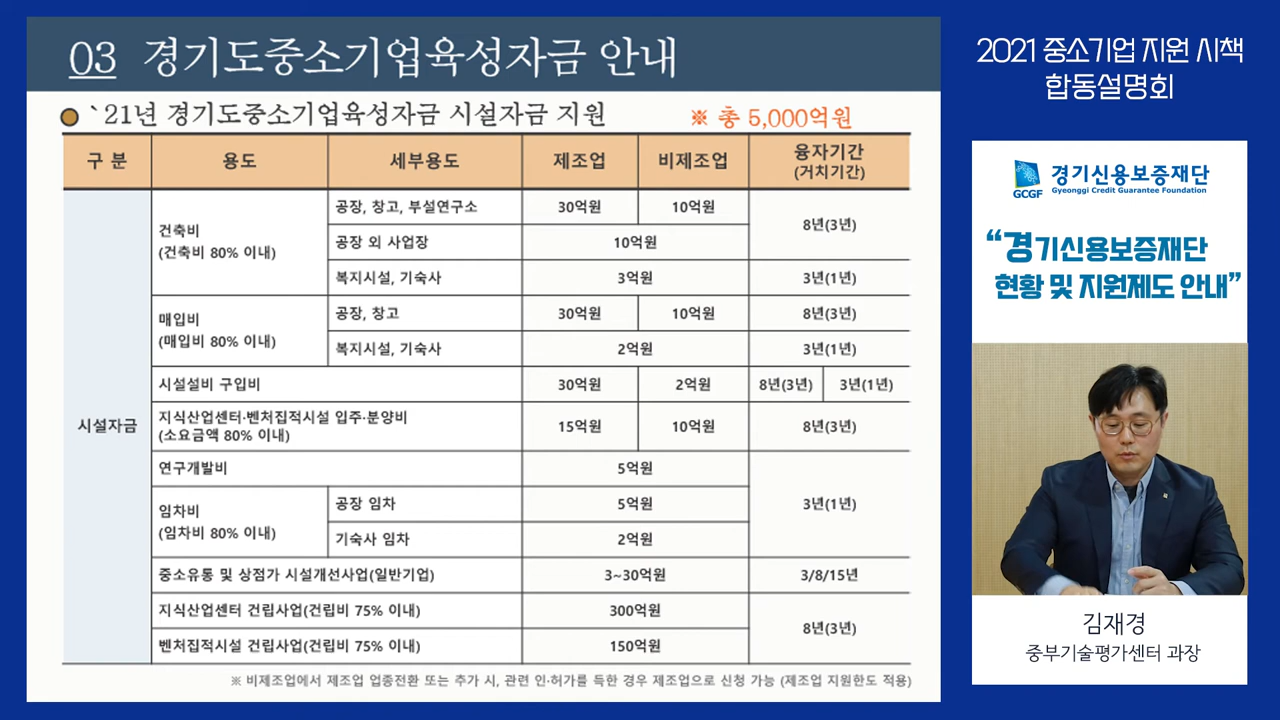 03 경기도중소기업육성자금 안내
`21년 경기도중소기업육성자금 시설자금 지원 ※ 총 5,000억원
구 분 용도 세부용도 제조업 비제조업 융자기간
(거치기간)
시설자금
건축비
(건축비 80% 이내)
공장, 창고, 부설연구소 30억원 10억원 8년(3년)
공장 외 사업장 10억원
복지시설, 기숙사 3억원 3년(1년)
매입비
(매입비 80% 이내)
공장, 창고 30억원 10억원 8년(3년)
복지시설, 기숙사 2억원 3년(1년)
시설설비 구입비 30억원 2억원 8년(3년) 3년(1년)
지식산업센터·벤처집적시설 입주·분양비
(소요금액 80% 이내)
15억원 10억원 8년(3년)
연구개발비 5억원 3년(1년)
임차비
(임차비 80% 이내)
공장 임차 5억원
기숙사 임차 2억원
중소유통 및 상점가 시설개선사업(일반기업) 3~30억원 3/8/15년
지식산업센터 건립사업(건립비 75% 이내) 300억원 8년(3년)
벤처집적시설 건립사업(건립비 75% 이내) 150억원
※ 비제조업에서 제조업 업종전환 또는 추가 시, 관련 인·허가를 득한 경우 제조업으로 신청 가능 (제조업 지원한도 적용)
2021 중소기업 지원 시책
합동설명회
GCGF 경기신용보증재단
Gyeonggi Credit Guarantee Foundation
“경기신용보증재단
현황 및 지원제도 안내”
김재경
중부기술평가센터 과장